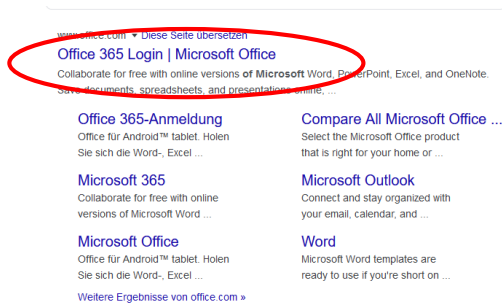 www.office.com ▾ Diese Seite übersetzen
Office 365 Login | Microsoft Office
Collaborate for free with online versions of Microsoft Word, PowerPoint, Excel, and OneNote.
Save documents, spreadsheets, and presentations online, ...
Office 365-Anmeldung
Office für Android™ tablet. Holen
Sie sich die Word-, Excel ...
Compare All Microsoft Office ...
Select the Microsoft Office product
that is right for your home or ...
Microsoft 365
Collaborate for free with online
versions of Microsoft Word ...
Microsoft Outlook
Connect and stay organized with
your email, calendar, and ...
Microsoft Office
Office für Android™ tablet. Holen
Sie sich die Word-, Excel ...
Word
Microsoft Word templates are
ready to use if you're short on ...
Weitere Ergebnisse von office.com »